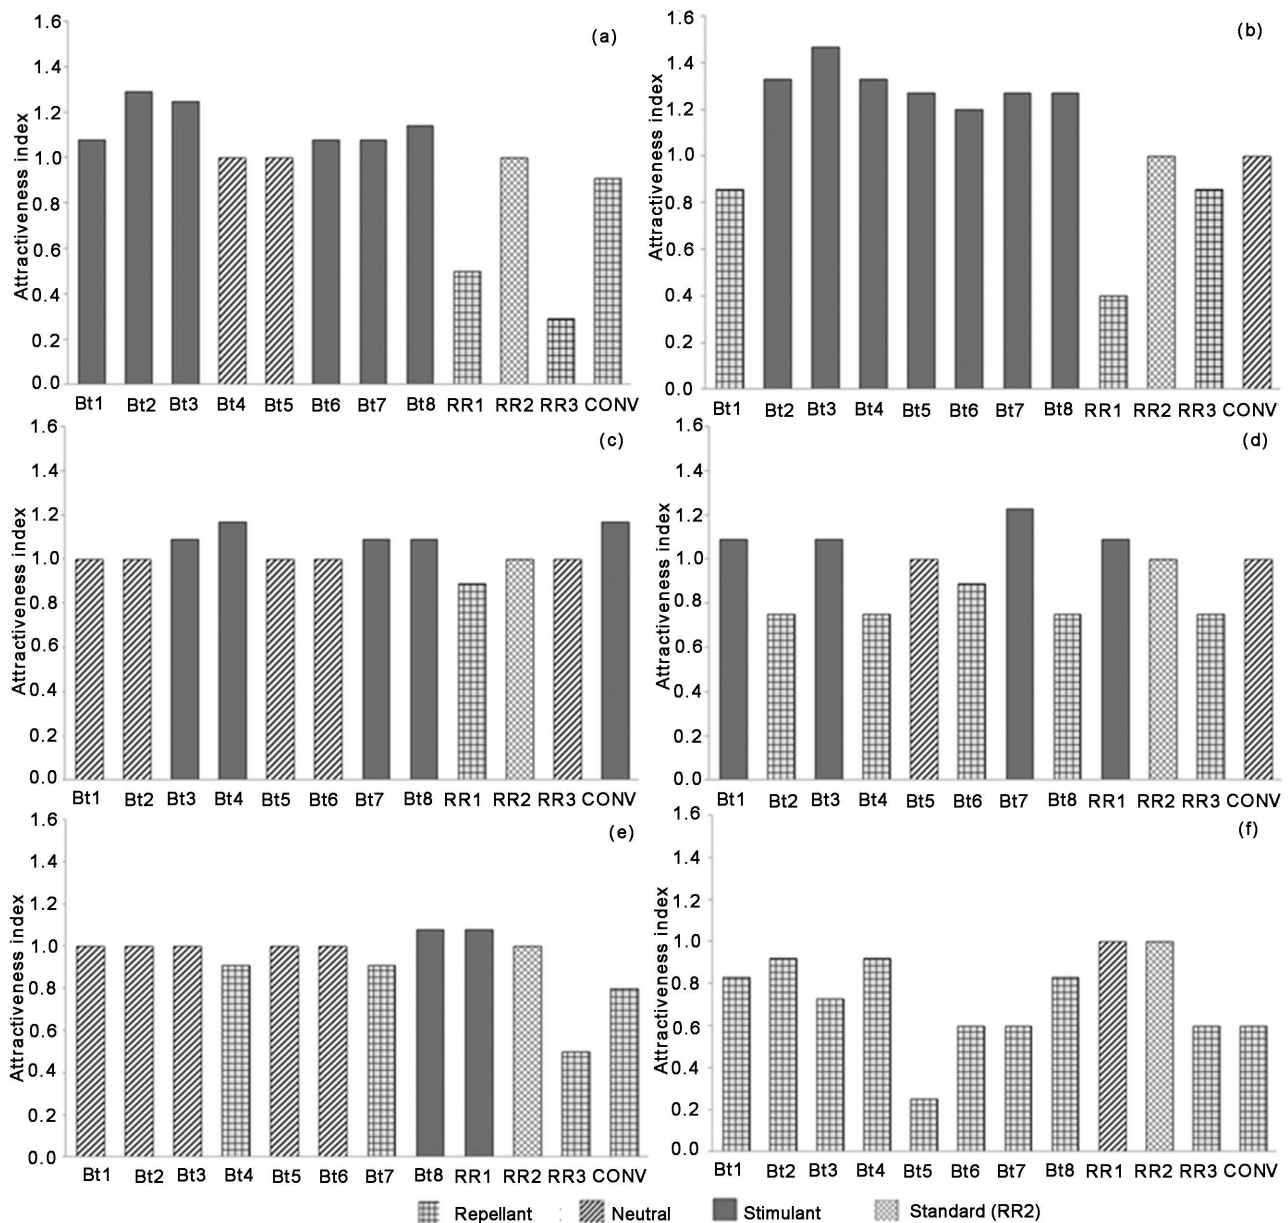 (a)
Attractiveness index
1.6
1.4
1.2
1.0
0.8
0.6
0.4
0.2
0.0
Bt1 Bt2 Bt3 Bt4 Bt5 Bt6 Bt7 Bt8 RR1 RR2 RR3 CONV
(b)
Attractiveness index
1.6
1.4
1.2
1.0
0.8
0.6
0.4
0.2
0.0
Bt1 Bt2 Bt3 Bt4 Bt5 Bt6 Bt7 Bt8 RR1 RR2 RR3 CONV
(c)
Attractiveness index
1.6
1.4
1.2
1.0
0.8
0.6
0.4
0.2
0.0
Bt1 Bt2 Bt3 Bt4 Bt5 Bt6 Bt7 Bt8 RR1 RR2 RR3 CONV
(d)
Attractiveness index
1.6
1.4
1.2
1.0
0.8
0.6
0.4
0.2
0.0
Bt1 Bt2 Bt3 Bt4 Bt5 Bt6 Bt7 Bt8 RR1 RR2 RR3 CONV
(e)
Attractiveness index
1.6
1.4
1.2
1.0
0.8
0.6
0.4
0.2
0.0
Bt1 Bt2 Bt3 Bt4 Bt5 Bt6 Bt7 Bt8 RR1 RR2 RR3 CONV
(f)
Attractiveness index
1.6
1.4
1.2
1.0
0.8
0.6
0.4
0.2
0.0
Bt1 Bt2 Bt3 Bt4 Bt5 Bt6 Bt7 Bt8 RR1 RR2 RR3 CONV
Repellant Neutral Stimulant Standard (RR2)